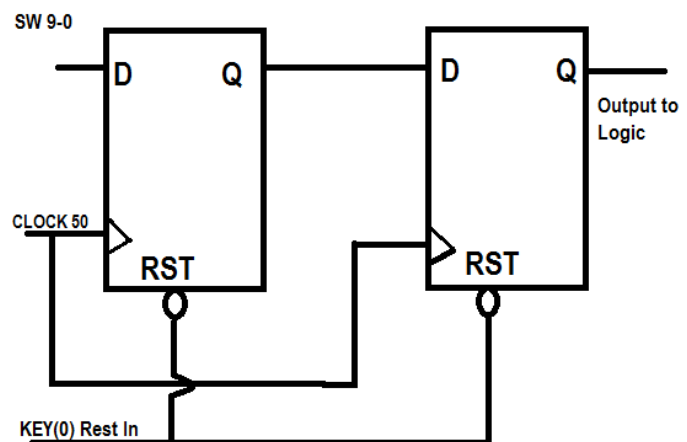 SW 9-0
D
Q
D
Q
Output to
Logic
CLOCK 50
RST
RST
KEY(0) Rest In